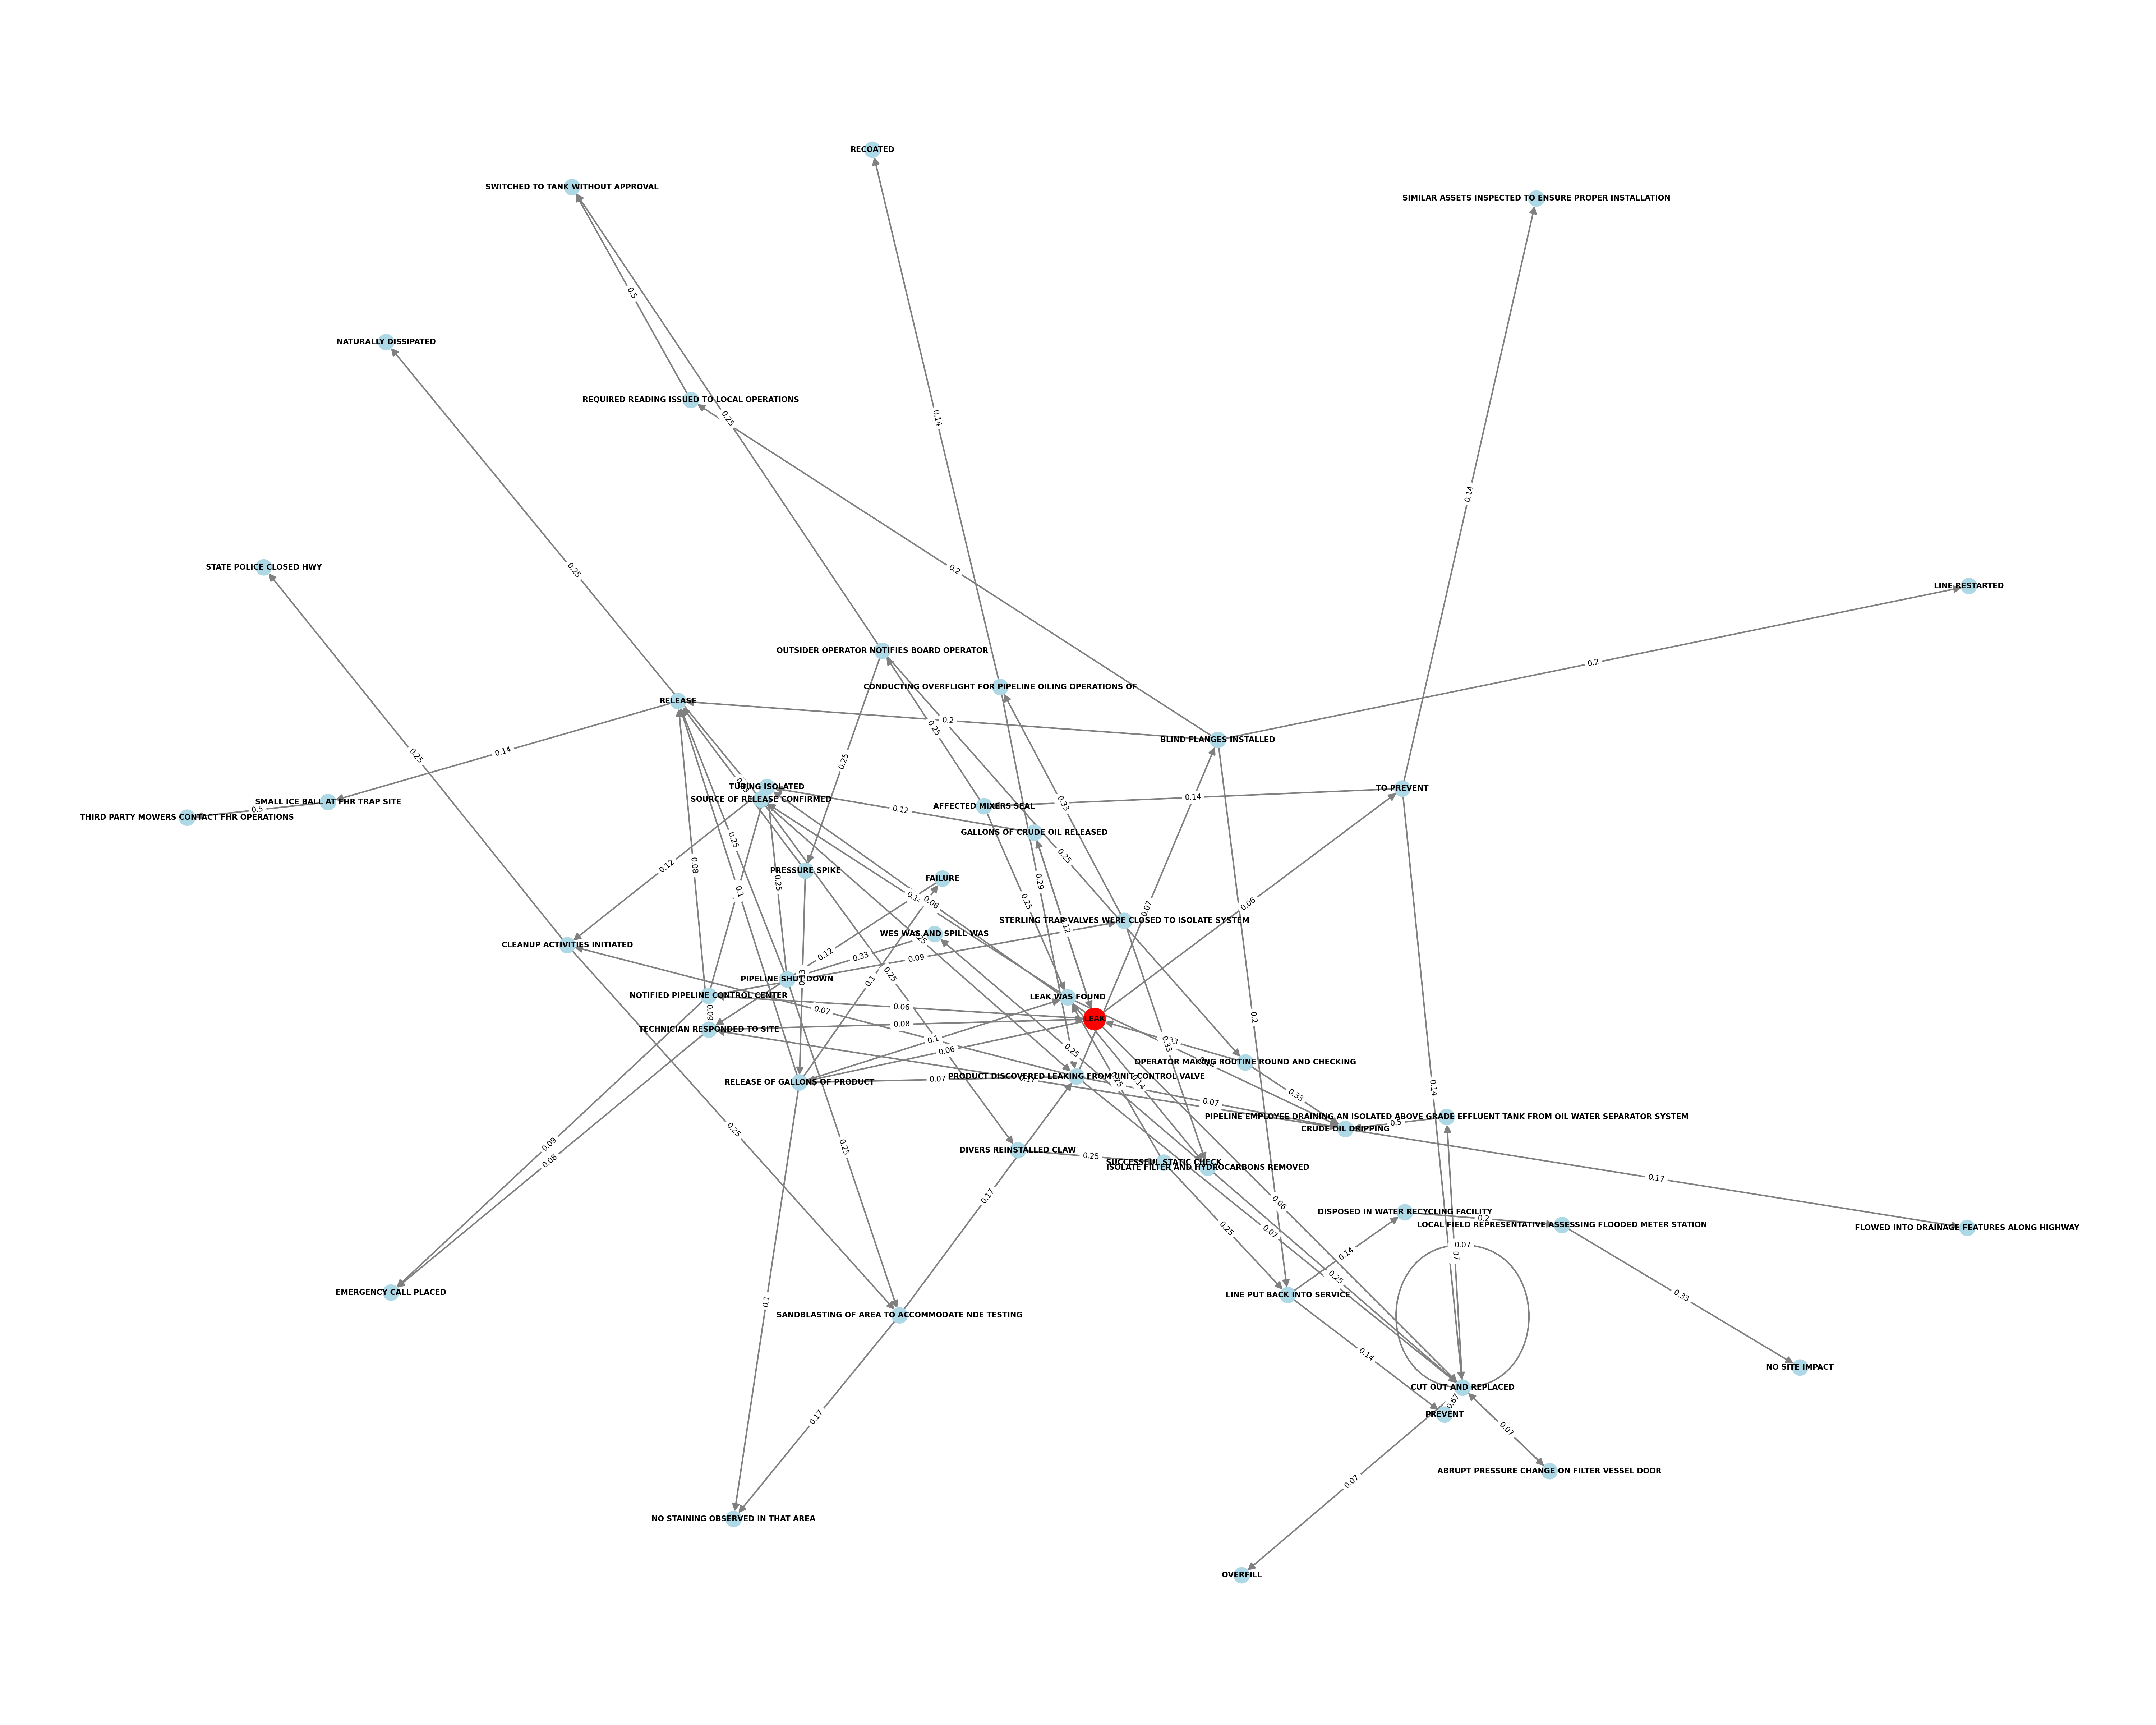 RECOATED
SWITCHED TO TANK WITHOUT APPROVAL
SIMILAR ASSETS INSPECTED TO ENSURE PROPER INSTALLATION
0.5
NATURALLY DISSIPATED
REQUIRED READING ISSUED TO LOCAL OPERATIONS
0.25
0.14
0.14
STATE POLICE CLOSED HWY
0.25
0.2
LINE RESTARTED
OUTSIDER OPERATOR NOTIFIES BOARD OPERATOR
0.2
CONDUCTING OVERFLIGHT FOR PIPELINE OILING OPERATIONS OF
RELEASE
0.2
0.25
BLIND FLANGES INSTALLED
0.14
0.25
0.25
TUBING ISOLATED
TO PREVENT
SOURCE OF RELEASE CONFIRMED
0.14
SMALL ICE BALL AT FHR TRAP SITE
0.5
THIRD PARTY MOWERS CONTACT FHR OPERATIONS
AFFECTED MIXERS SEAL
0.33
0.12
GALLONS OF CRUDE OIL RELEASED
0.25
0.25
0.08
0.12
PRESSURE SPIKE
FAILURE
0.25
0.29
0.1
0.06
0.25
0.07
0.06
STERLING TRAP VALVES WERE CLOSED TO ISOLATE SYSTEM
WES WAS AND SPILL WAS
CLEANUP ACTIVITIES INITIATED
0.12
0.33
0.09
PIPELINE SHUT DOWN
0.25
0.1
NOTIFIED PIPELINE CONTROL CENTER
LEAK WAS FOUND
0.09
0.07
0.06
0.2
LEAK
TECHNICIAN RESPONDED TO SITE
0.08
0.1
0.06
0.33
0.25
OPERATOR MAKING ROUTINE ROUND AND CHECKING
RELEASE OF GALLONS OF PRODUCT
0.07
PRODUCT DISCOVERED LEAKING FROM UNIT CONTROL VALVE
0.14
0.14
0.33
0.07
PIPELINE EMPLOYEE DRAINING AN ISOLATED ABOVE GRADE EFFLUENT TANK FROM OIL WATER SEPARATOR SYSTEM
0.5
CRUDE OIL DRIPPING
0.25
0.25
0.09
0.08
DIVERS REINSTALLED CLAW
0.25
SUCCESSFUL STATIC CHECK
ISOLATE FILTER AND HYDROCARBONS REMOVED
0.17
0.17
0.06
DISPOSED IN WATER RECYCLING FACILITY
0.2
LOCAL FIELD REPRESENTATIVE ASSESSING FLOODED METER STATION
FLOWED INTO DRAINAGE FEATURES ALONG HIGHWAY
0.25
0.07
0.07
0.14
0.25
EMERGENCY CALL PLACED
LINE PUT BACK INTO SERVICE
0.33
0.1
SANDBLASTING OF AREA TO ACCOMMODATE NDE TESTING
0.14
NO SITE IMPACT
CUT OUT AND REPLACED
0.67
PREVENT
0.17
0.07
ABRUPT PRESSURE CHANGE ON FILTER VESSEL DOOR
0.07
NO STAINING OBSERVED IN THAT AREA
OVERFILL